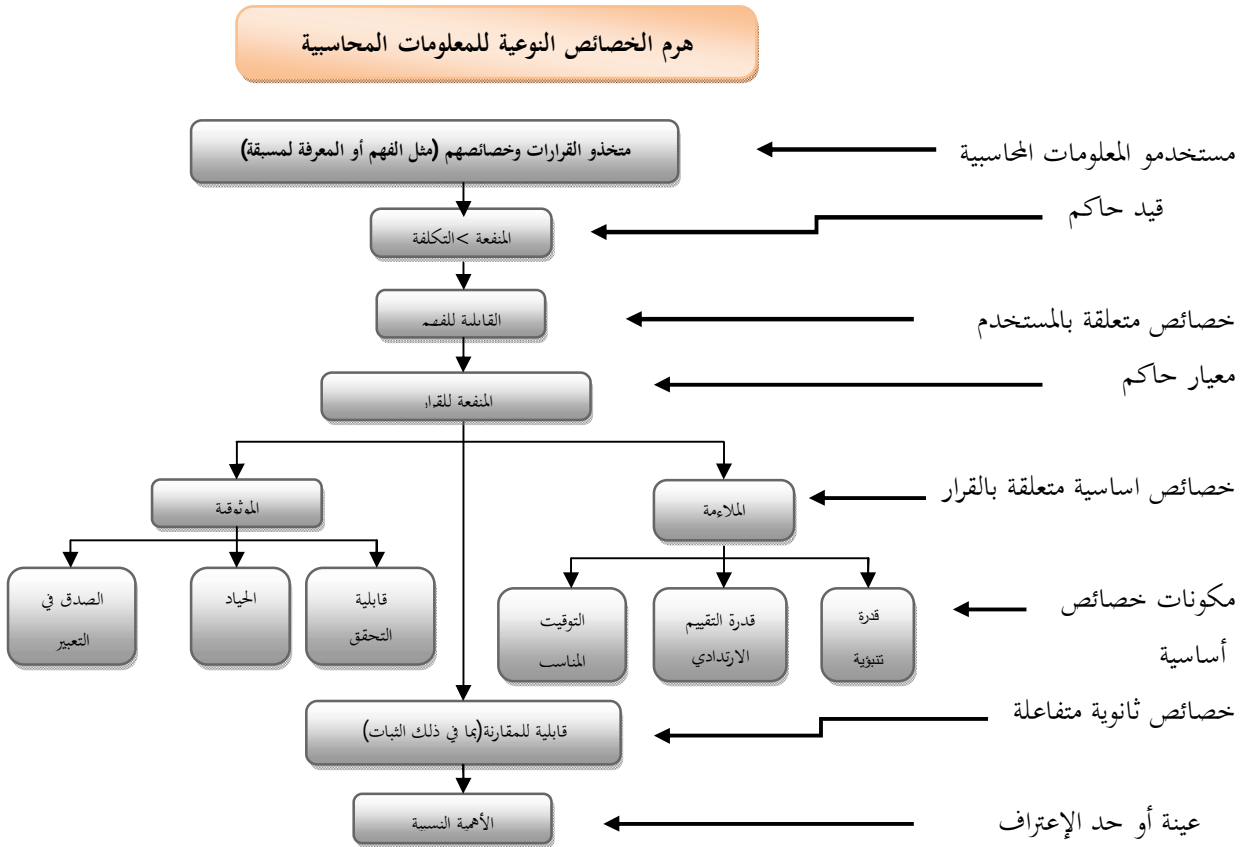 هرم الخصائص النوعية للمعلومات المحاسبية
متخذو القرارات وخصائصهم (مثل الفهم أو المعرفة لمسبقة)
مستخدمو المعلومات المحاسبية
قيد حاكم
المنفعة >التكلفة
القابلية للفهم
خصائص متعلقة بالمستخدم
معيار حاكم
المنفعة للقرار
خصائص اساسية متعلقة بالقرار
الملاءمة
الموثوقية
مكونات خصائص
أساسية
قدرة
تنبؤية
قدرة التقييم
الارتدادي
التوقيت
المناسب
قابلية
التحقق
الحياد
الصدق في
التعبير
خصائص ثانوية متفاعلة
قابلية للمقارنة(بما في ذلك الثبات)
الأهمية النسبية
عينة أو حد الإعتراف